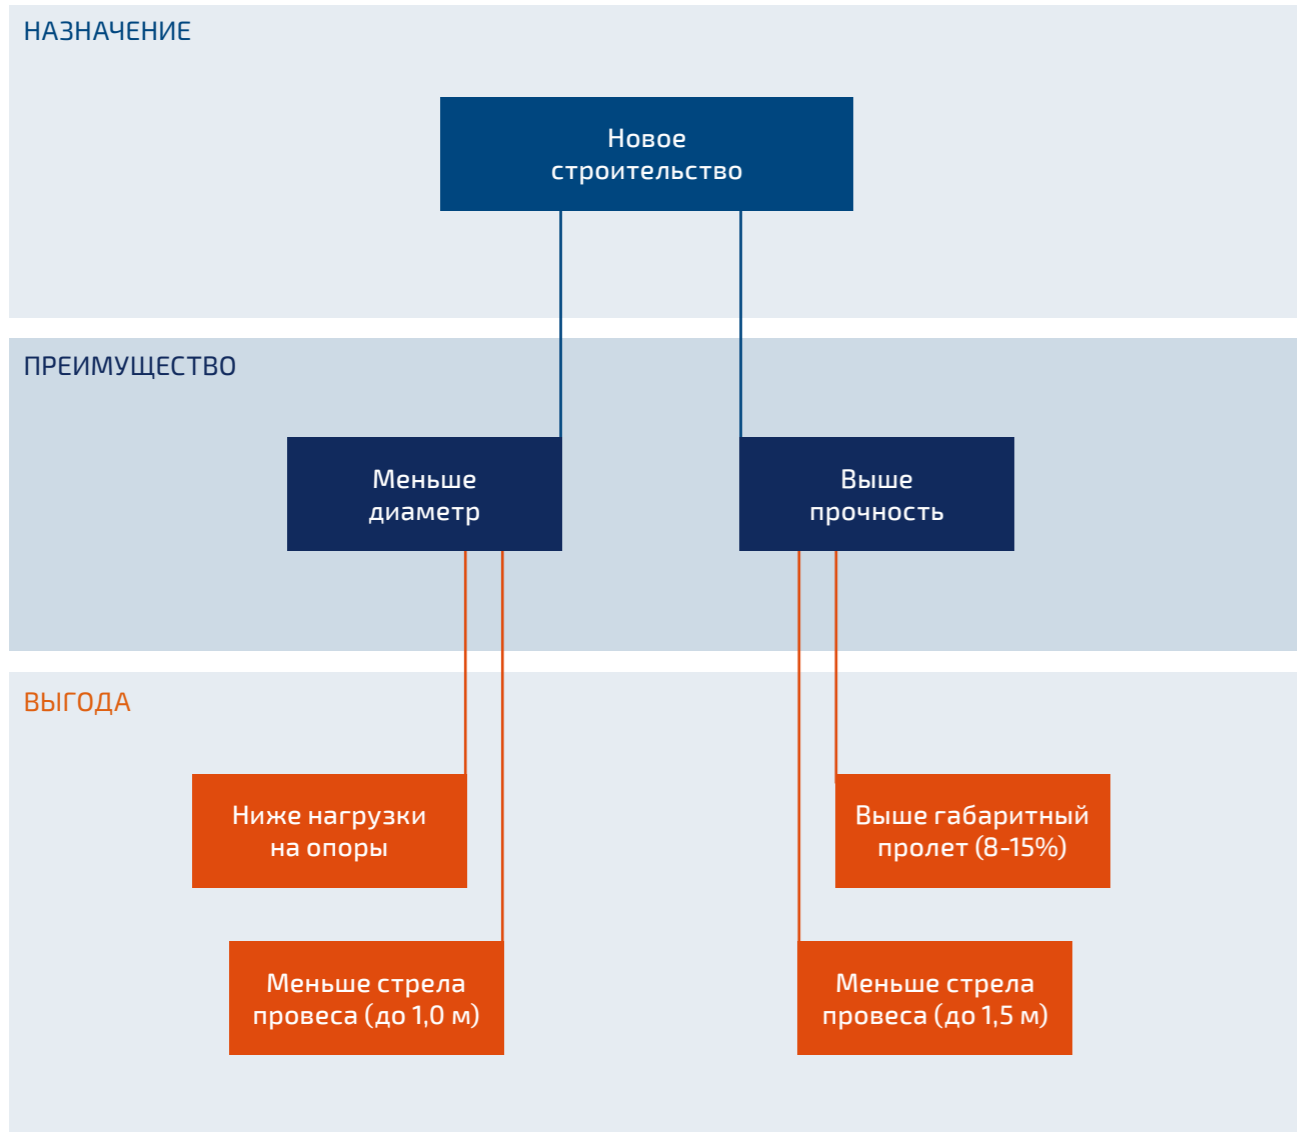 НАЗНАЧЕНИЕ
Новое
строительство
ПРЕИМУЩЕСТВО
Меньше
диаметр
Выше
прочность
ВЫГОДА
Ниже нагрузки
на опоры
Выше габаритный
пролет (8-15%)
Меньше стрела
провеса (до 1,0 м)
Меньше стрела
провеса (до 1,5 м)